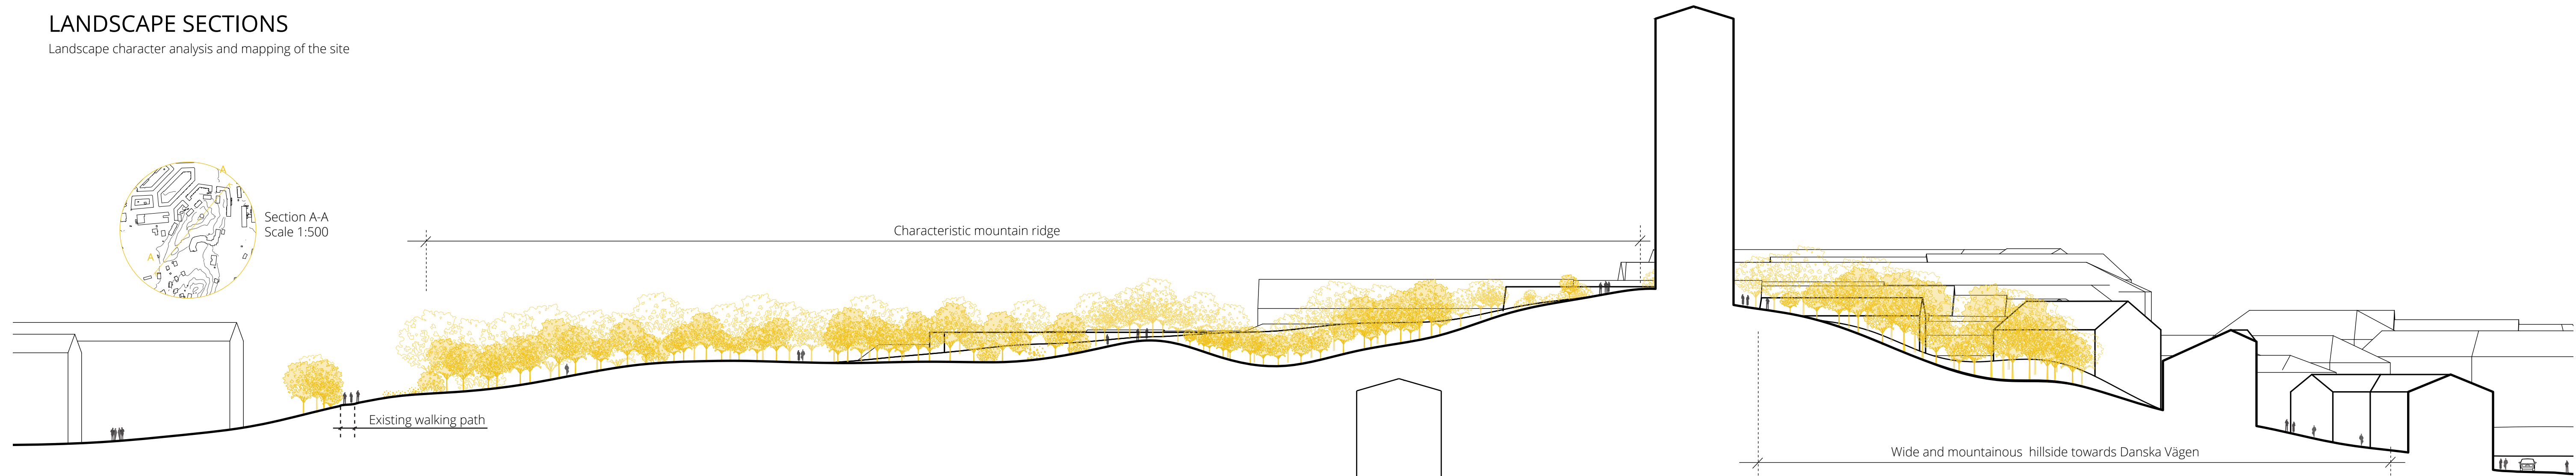 LANDSCAPE SECTIONS
Landscape character analysis and mapping of the site
A
Section A-A
Scale 1:500
A
Characteristic mountain ridge
Existing walking path
Wide and mountainous hillside towards Danska Vägen